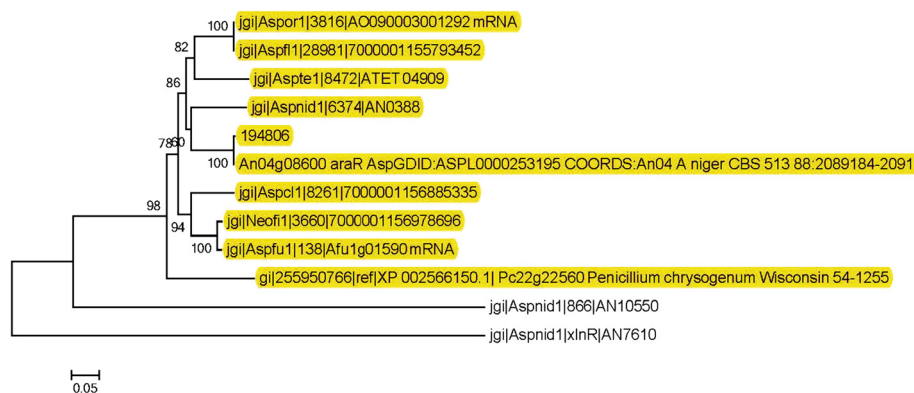 100
jgi|Aspor1|3816|AO090003001292 mRNA
82
jgi|Aspfl1|28981|7000001155793452
jgi|Aspte1|8472|ATET 04909
86
jgi|Aspnid1|6374|AN0388
194806
78
60
100
An04g08600 araR AspGDID:ASPL0000253195 COORDS:An04 A niger CBS 513 88:2089184-2091
jgi|Aspcl1|8261|7000001156885335
98
94
jgi|Neofi1|3660|7000001156978696
100
jgi|Aspfu1|138|Afu1g01590 mRNA
gi|255950766|ref|XP 002566150.1| Pc22g22560 Penicillium chrysogenum Wisconsin 54-1255
jgi|Aspnid1|866|AN10550
jgi|Aspnid1|xlnR|AN7610
0.05